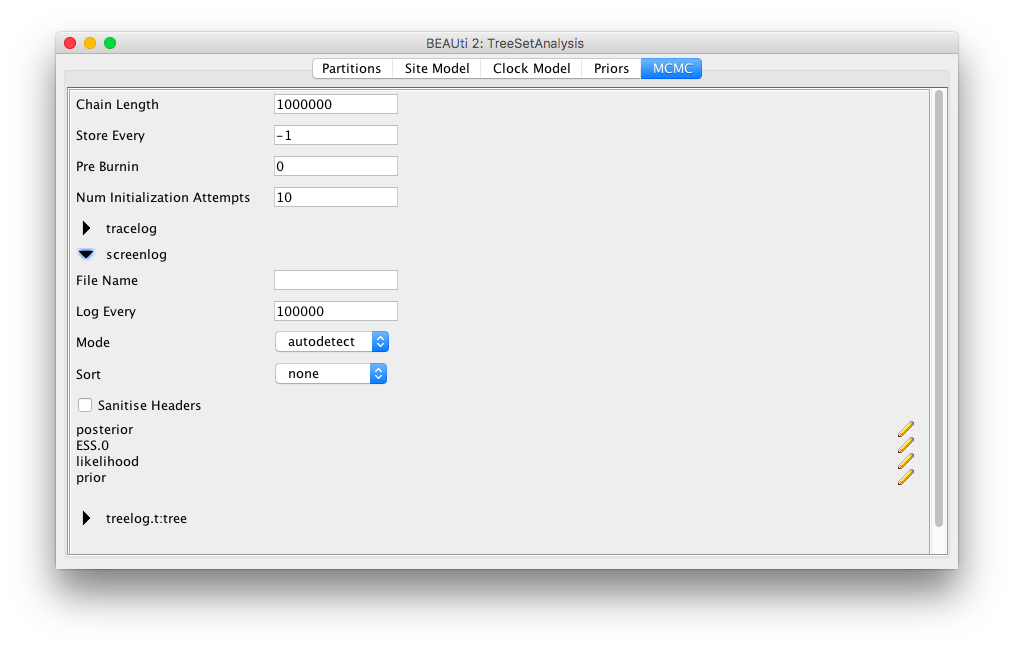 BEAUti 2: TreeSetAnalysis
Partitions Site Model Clock Model Priors MCMC
Chain Length 1000000
Store Every -1
Pre Burnin 0
Num Initialization Attempts 10
tracelog
screenlog
File Name
Log Every 100000
Mode autodetect
Sort none
Sanitise Headers
posterior
ESS.0
likelihood
prior
treelog.t:tree